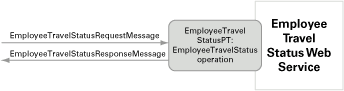 EmployeeTravelStatusRequestMessage
EmployeeTravelStatusResponseMessage
EmployeeTravel
StatusPT:
EmployeeTravelStatus
operation
Employee
Travel
Status Web
Service